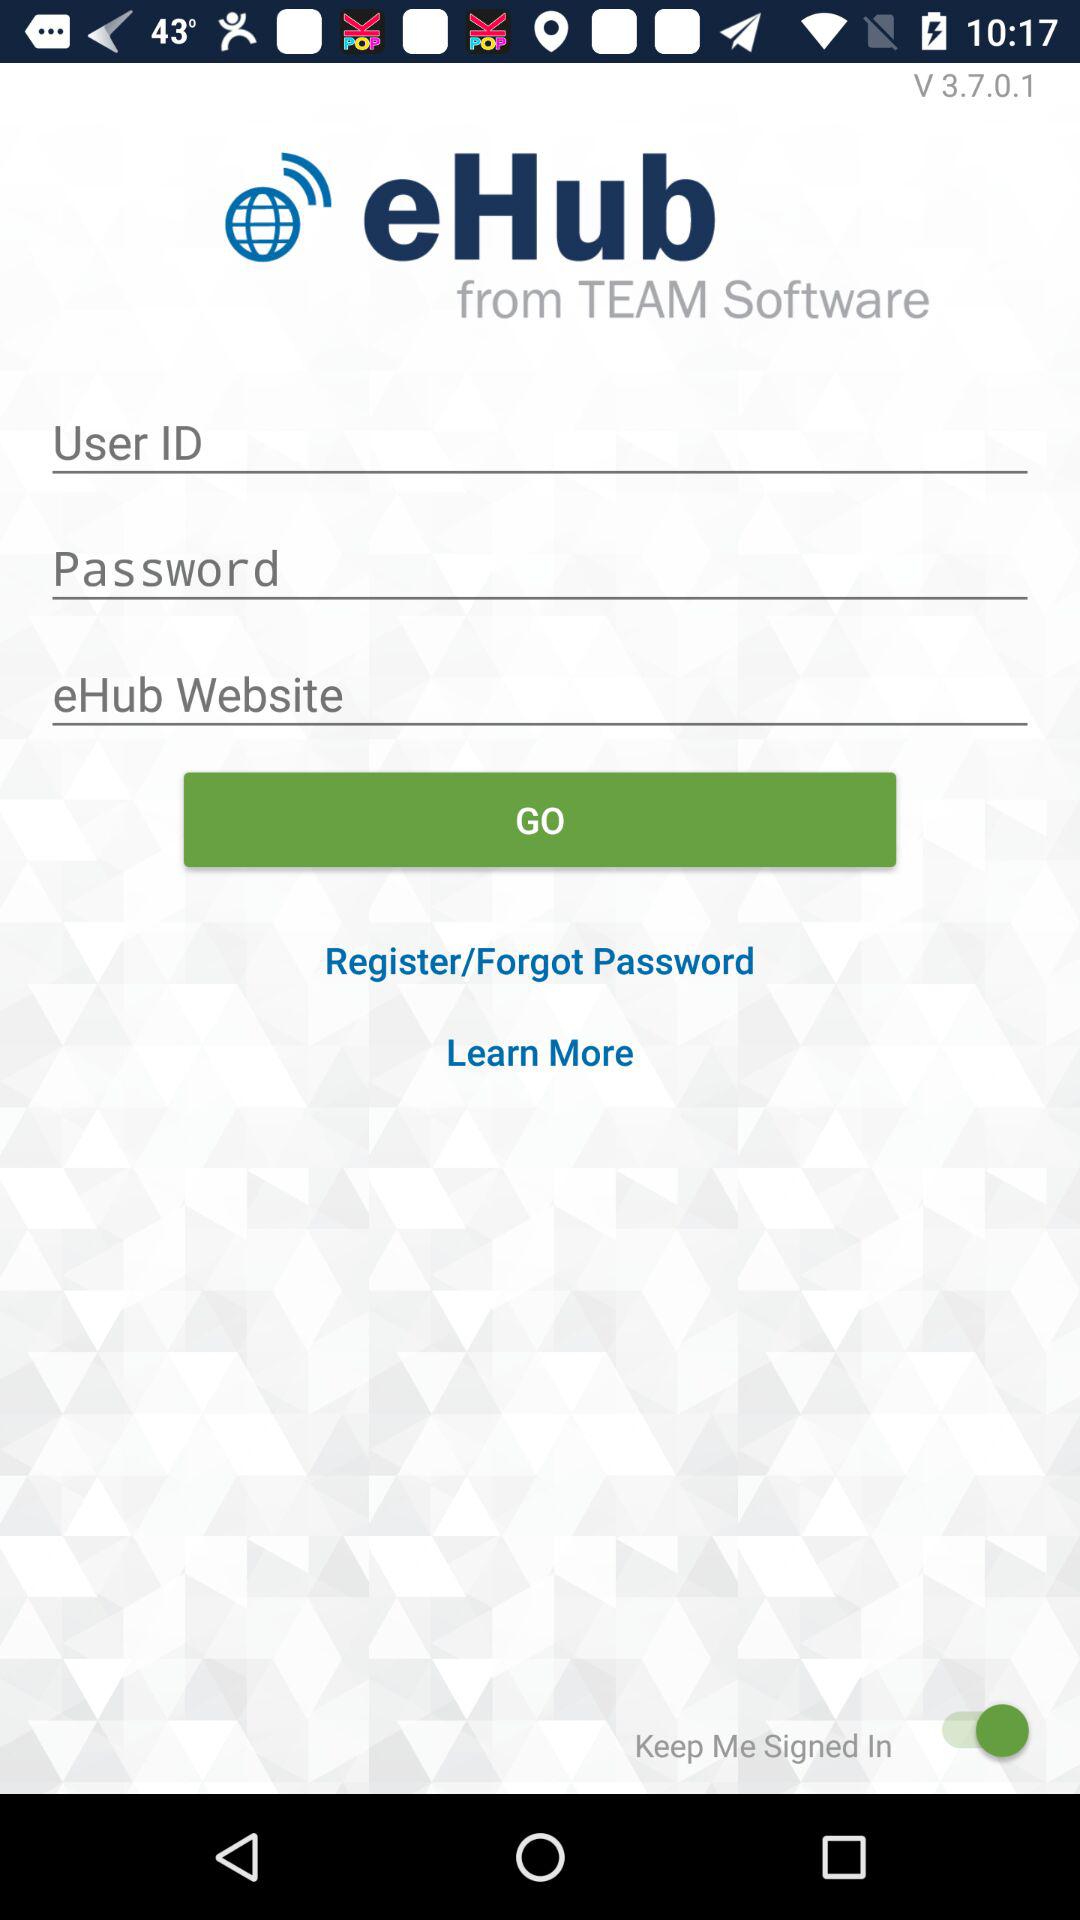 43° POP POP 10:17
V 3.7.0.1
eHub
from TEAM Software
User ID
Password
eHub Website
GO
Register/Forgot Password
Learn More
Keep Me Signed In